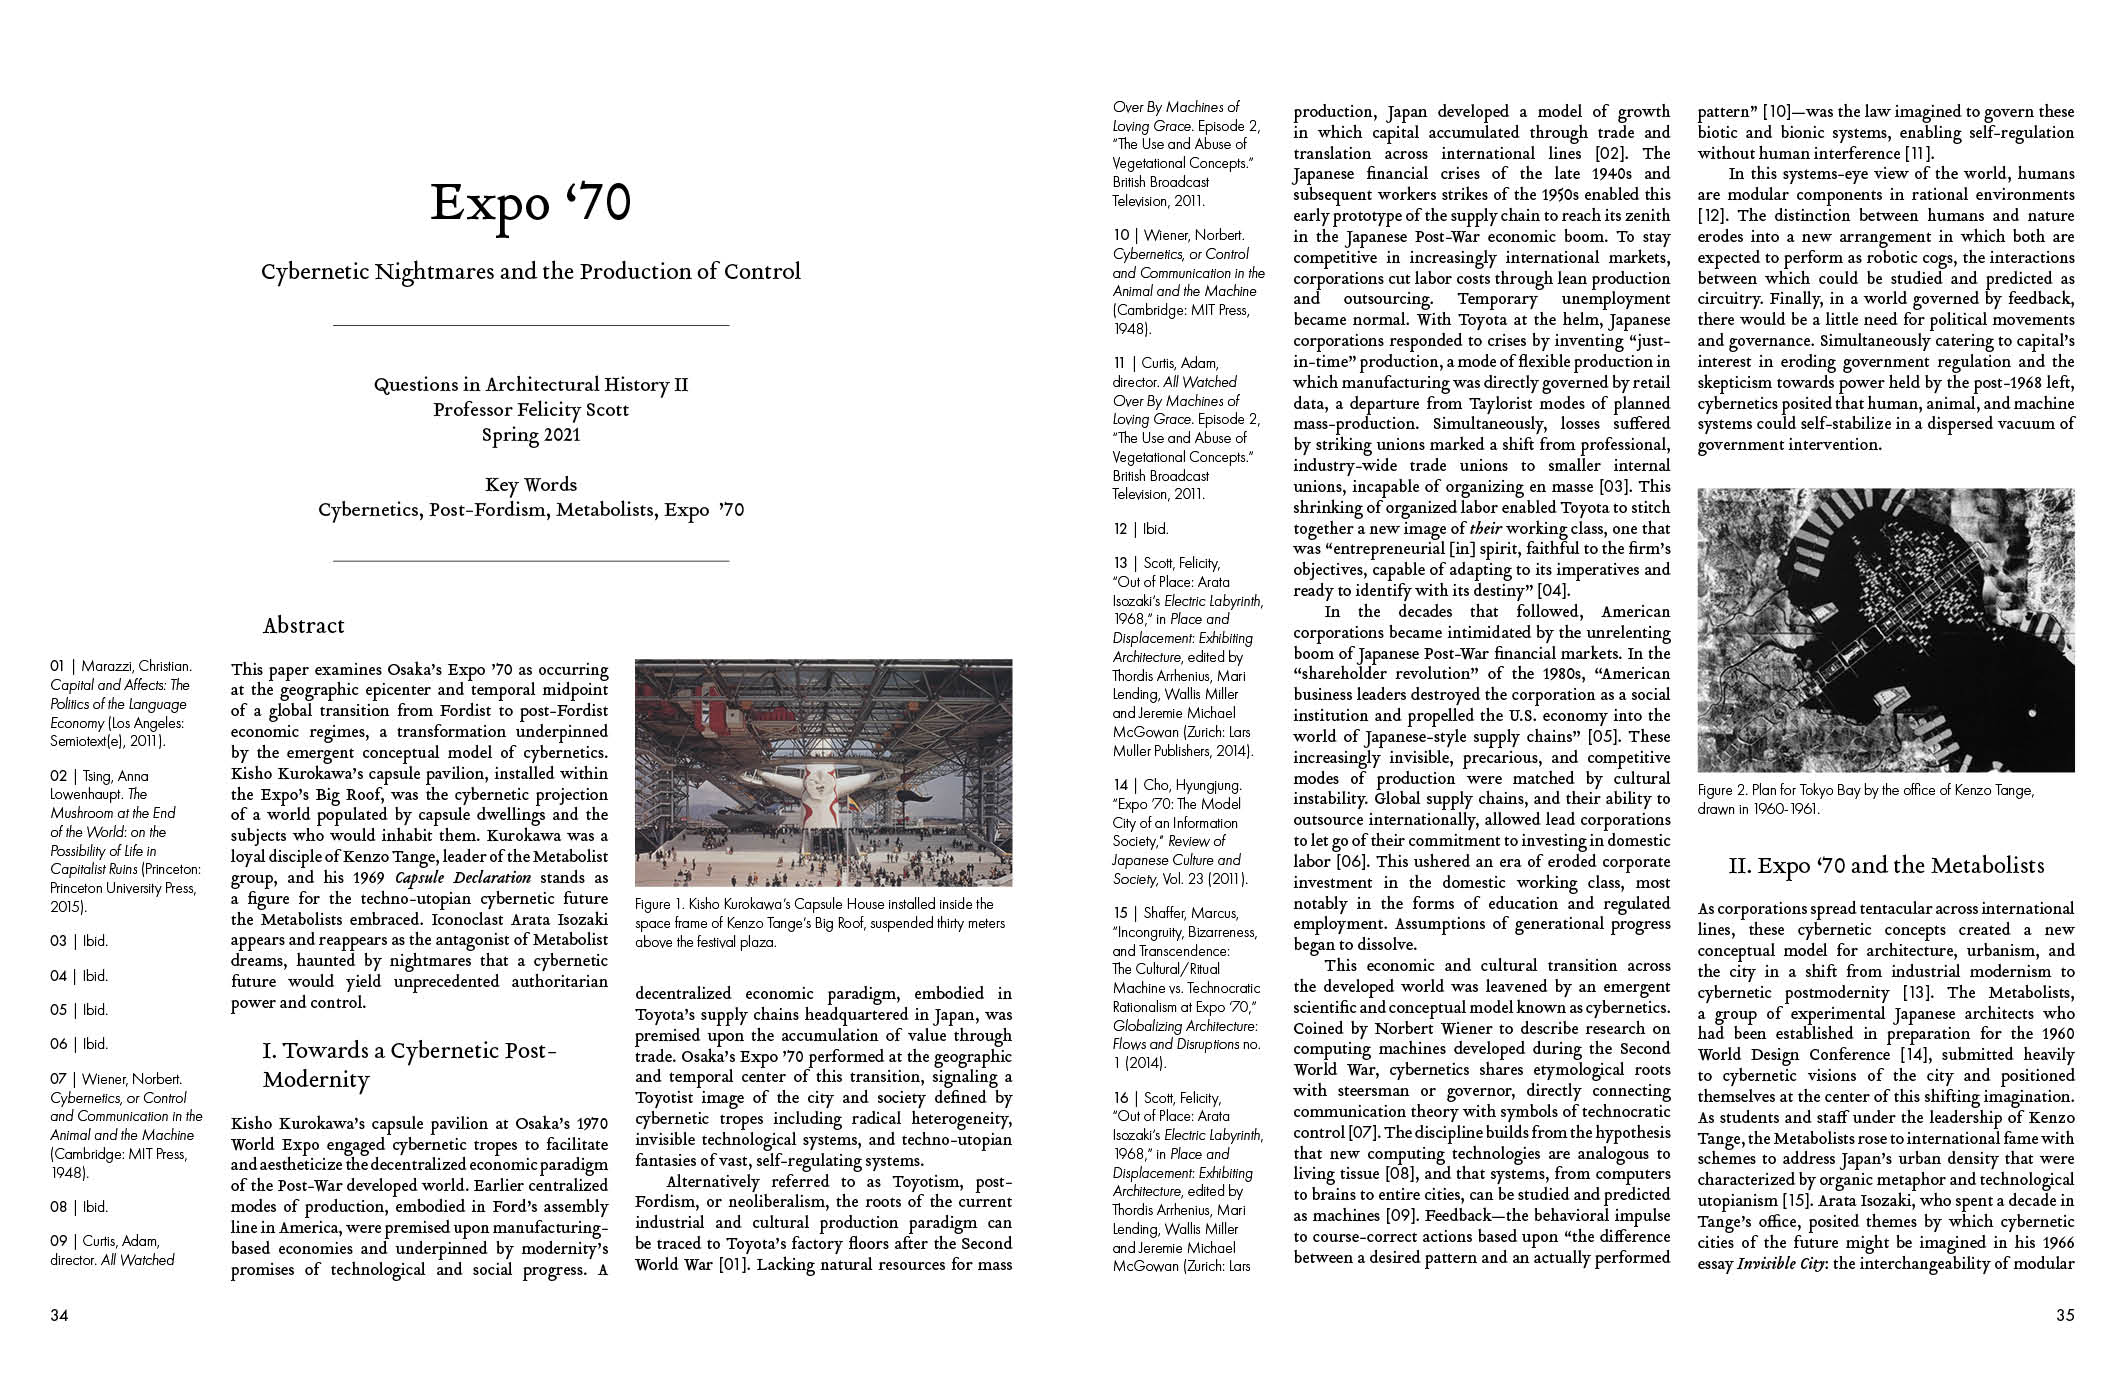 Expo ‘70
Cybernetic Nightmares and the Production of Control
Questions in Architectural History II
Professor Felicity Scott
Spring 2021
Key Words
Cybernetics, Post-Fordism, Metabolists, Expo ’70
Abstract
This paper examines Osaka’s Expo ’70 as occurring
at the geographic epicenter and temporal midpoint
of a global transition from Fordist to post-Fordist
economic regimes, a transformation underpinned
by the emergent conceptual model of cybernetics.
Kisho Kurokawa’s capsule pavilion, installed within
the Expo’s Big Roof, was the cybernetic projection
of a world populated by capsule dwellings and the
subjects who would inhabit them. Kurokawa was a
loyal disciple of Kenzo Tange, leader of the Metabolist
group, and his 1969 Capsule Declaration stands as
a figure for the techno-utopian cybernetic future
the Metabolists embraced. Iconoclast Arata Isozaki
appears and reappears as the antagonist of Metabolist
dreams, haunted by nightmares that a cybernetic
future would yield unprecedented authoritarian
power and control.
I. Towards a Cybernetic Post-
Modernity
Kisho Kurokawa’s capsule pavilion at Osaka’s 1970
World Expo engaged cybernetic tropes to facilitate
and aestheticize the decentralized economic paradigm
of the Post-War developed world. Earlier centralized
modes of production, embodied in Ford’s assembly
line in America, were premised upon manufacturing-
based economies and underpinned by modernity’s
promises of technological and social progress. A
01 | Marazzi, Christian.
Capital and Affects: The
Politics of the Language
Economy (Los Angeles:
Semiotext(e), 2011).
02 | Tsing, Anna
Lowenhaupt. The
Mushroom at the End
of the World: on the
Possibility of Life in
Capitalist Ruins (Princeton:
Princeton University Press,
2015).
03 | Ibid.
04 | Ibid.
05 | Ibid.
06 | Ibid.
07 | Wiener, Norbert.
Cybernetics, or Control
and Communication in the
Animal and the Machine
(Cambridge: MIT Press,
1948).
08 | Ibid.
09 | Curtis, Adam,
director. All Watched
Figure 1. Kisho Kurokawa’s Capsule House installed inside the
space frame of Kenzo Tange’s Big Roof, suspended thirty meters
above the festival plaza.
decentralized economic paradigm, embodied in
Toyota’s supply chains headquartered in Japan, was
premised upon the accumulation of value through
trade. Osaka’s Expo ’70 performed at the geographic
and temporal center of this transition, signaling a
Toyotist image of the city and society defined by
cybernetic tropes including radical heterogeneity,
invisible technological systems, and techno-utopian
fantasies of vast, self-regulating systems.
Alternatively referred to as Toyotism, post-
Fordism, or neoliberalism, the roots of the current
industrial and cultural production paradigm can
be traced to Toyota’s factory floors after the Second
World War [01]. Lacking natural resources for mass
34
Over By Machines of
Loving Grace. Episode 2,
“The Use and Abuse of
Vegetational Concepts.”
British Broadcast
Television, 2011.
10 | Wiener, Norbert.
Cybernetics, or Control
and Communication in the
Animal and the Machine
(Cambridge: MIT Press,
1948).
11 | Curtis, Adam,
director. All Watched
Over By Machines of
Loving Grace. Episode 2,
“The Use and Abuse of
Vegetational Concepts.”
British Broadcast
Television, 2011.
12 | Ibid.
13 | Scott, Felicity,
“Out of Place: Arata
Isozaki’s Electric Labyrinth,
1968,” in Place and
Displacement: Exhibiting
Architecture, edited by
Thordis Arrhenius, Mari
Lending, Wallis Miller
and Jeremie Michael
McGowan (Zurich: Lars
Muller Publishers, 2014).
14 | Cho, Hyungjung.
“Expo ’70: The Model
City of an Information
Society,” Review of
Japanese Culture and
Society, Vol. 23 (2011).
15 | Shaffer, Marcus,
“Incongruity, Bizarreness,
and Transcendence:
The Cultural/Ritual
Machine vs. Technocratic
Rationalism at Expo ’70,”
Globalizing Architecture:
Flows and Disruptions no.
1 (2014).
16 | Scott, Felicity,
“Out of Place: Arata
Isozaki’s Electric Labyrinth,
1968,” in Place and
Displacement: Exhibiting
Architecture, edited by
Thordis Arrhenius, Mari
Lending, Wallis Miller
and Jeremie Michael
McGowan (Zurich: Lars
production, Japan developed a model of growth
in which capital accumulated through trade and
translation across international lines [02]. The
Japanese financial crises of the late 1940s and
subsequent workers strikes of the 1950s enabled this
early prototype of the supply chain to reach its zenith
in the Japanese Post-War economic boom. To stay
competitive in increasingly international markets,
corporations cut labor costs through lean production
and outsourcing. Temporary unemployment
became normal. With Toyota at the helm, Japanese
corporations responded to crises by inventing “just-
in-time” production, a mode of flexible production in
which manufacturing was directly governed by retail
data, a departure from Taylorist modes of planned
mass-production. Simultaneously, losses suffered
by striking unions marked a shift from professional,
industry-wide trade unions to smaller internal
unions, incapable of organizing en masse [03]. This
shrinking of organized labor enabled Toyota to stitch
together a new image of their working class, one that
was “entrepreneurial [in] spirit, faithful to the firm’s
objectives, capable of adapting to its imperatives and
ready to identify with its destiny” [04].
In the decades that followed, American
corporations became intimidated by the unrelenting
boom of Japanese Post-War financial markets. In the
“shareholder revolution” of the 1980s, “American
business leaders destroyed the corporation as a social
institution and propelled the U.S. economy into the
world of Japanese-style supply chains” [05]. These
increasingly invisible, precarious, and competitive
modes of production were matched by cultural
instability. Global supply chains, and their ability to
outsource internationally, allowed lead corporations
to let go of their commitment to investing in domestic
labor [06]. This ushered an era of eroded corporate
investment in the domestic working class, most
notably in the forms of education and regulated
employment. Assumptions of generational progress
began to dissolve.
This economic and cultural transition across
the developed world was leavened by an emergent
scientific and conceptual model known as cybernetics.
Coined by Norbert Wiener to describe research on
computing machines developed during the Second
World War, cybernetics shares etymological roots
with steersman or governor, directly connecting
communication theory with symbols of technocratic
control [07]. The discipline builds from the hypothesis
that new computing technologies are analogous to
living tissue [08], and that systems, from computers
to brains to entire cities, can be studied and predicted
as machines [09]. Feedback—the behavioral impulse
to course-correct actions based upon “the difference
between a desired pattern and an actually performed
pattern” [10]—was the law imagined to govern these
biotic and bionic systems, enabling self-regulation
without human interference [11].
In this systems-eye view of the world, humans
are modular components in rational environments
[12]. The distinction between humans and nature
erodes into a new arrangement in which both are
expected to perform as robotic cogs, the interactions
between which could be studied and predicted as
circuitry. Finally, in a world governed by feedback,
there would be a little need for political movements
and governance. Simultaneously catering to capital’s
interest in eroding government regulation and the
skepticism towards power held by the post-1968 left,
cybernetics posited that human, animal, and machine
systems could self-stabilize in a dispersed vacuum of
government intervention.
Figure 2. Plan for Tokyo Bay by the office of Kenzo Tange,
drawn in 1960-1961.
II. Expo ‘70 and the Metabolists
As corporations spread tentacular across international
lines, these cybernetic concepts created a new
conceptual model for architecture, urbanism, and
the city in a shift from industrial modernism to
cybernetic postmodernity [13]. The Metabolists,
a group of experimental Japanese architects who
had been established in preparation for the 1960
World Design Conference [14], submitted heavily
to cybernetic visions of the city and positioned
themselves at the center of this shifting imagination.
As students and staff under the leadership of Kenzo
Tange, the Metabolists rose to international fame with
schemes to address Japan’s urban density that were
characterized by organic metaphor and technological
utopianism [15]. Arata Isozaki, who spent a decade in
Tange’s office, posited themes by which cybernetic
cities of the future might be imagined in his 1966
essay Invisible City: the interchangeability of modular
35